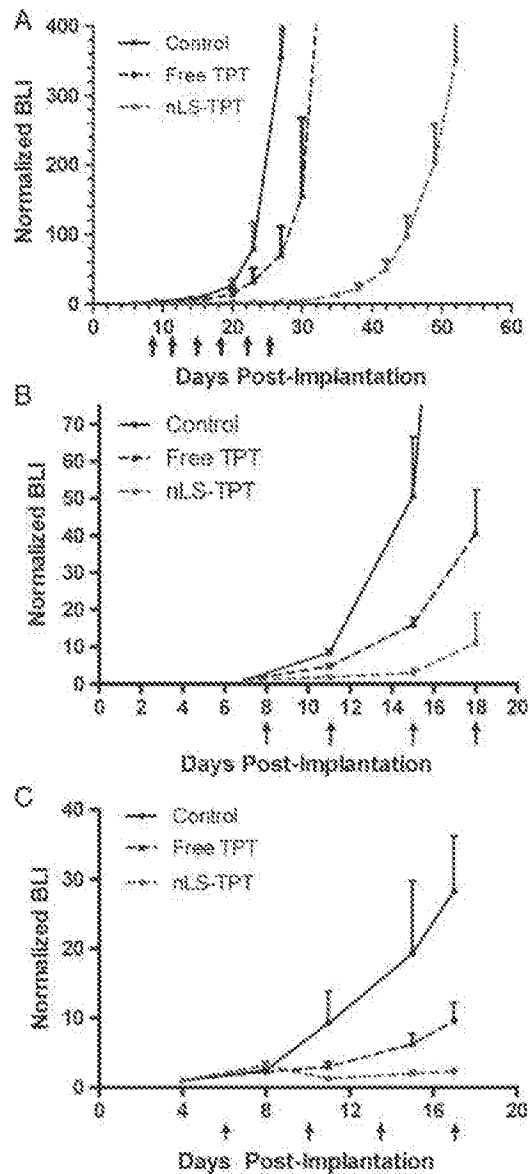 A
400
300
200
100
0
Normalized BLI
Control
Free TPT
nLS-TPT
0 10 20 30 40 50 60
Days Post-Implantation
B
70
60
50
40
30
20
10
0
Normalized BLI
Control
Free TPT
nLS-TPT
0 2 4 6 8 10 12 14 16 18 20
Days Post-Implantation
C
40
30
20
10
0
Normalized BLI
Control
Free TPT
nLS-TPT
0 4 8 12 16 20
Days Post-Implantation